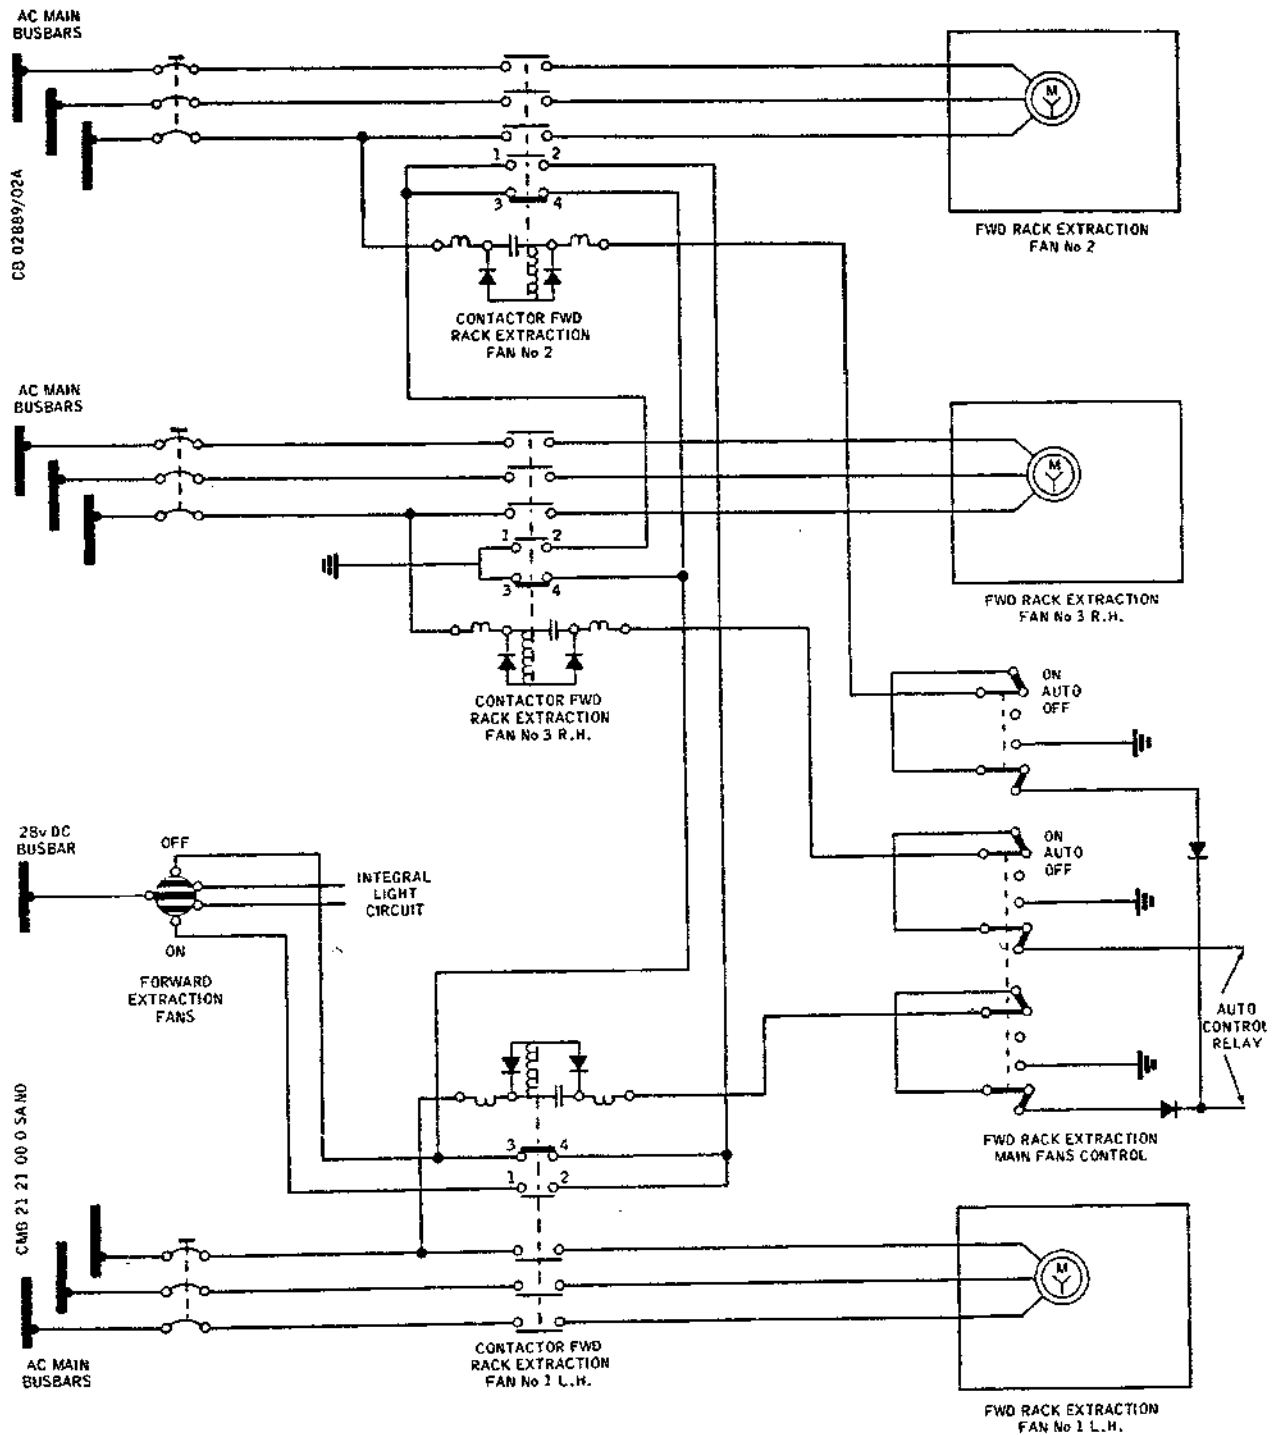 AC MAIN
BUSBARS
M
1
2
3
4
FWD RACK EXTRACTION
FAN No 2
CB 02889/02A
CONTACTOR FWD
RACK EXTRACTION
FAN No 2
AC MAIN
BUSBARS
M
1
2
3
4
FWD RACK EXTRACTION
FAN No 3 R.H.
CONTACTOR FWD
RACK EXTRACTION
FAN No 3 R.H.
ON
AUTO
OFF
28v DC
BUSBAR
OFF
ON
AUTO
OFF
INTEGRAL
LIGHT
CIRCUIT
ON
FORWARD
EXTRACTION
FANS
AUTO
CONTROL
RELAY
3
4
1
2
FWD RACK EXTRACTION
MAIN FANS CONTROL
CMB 21 21 00 0 SAN0
M
CONTACTOR FWD
RACK EXTRACTION
FAN No 1 L.H.
AC MAIN
BUSBARS
FWD RACK EXTRACTION
FAN No 1 L.H.